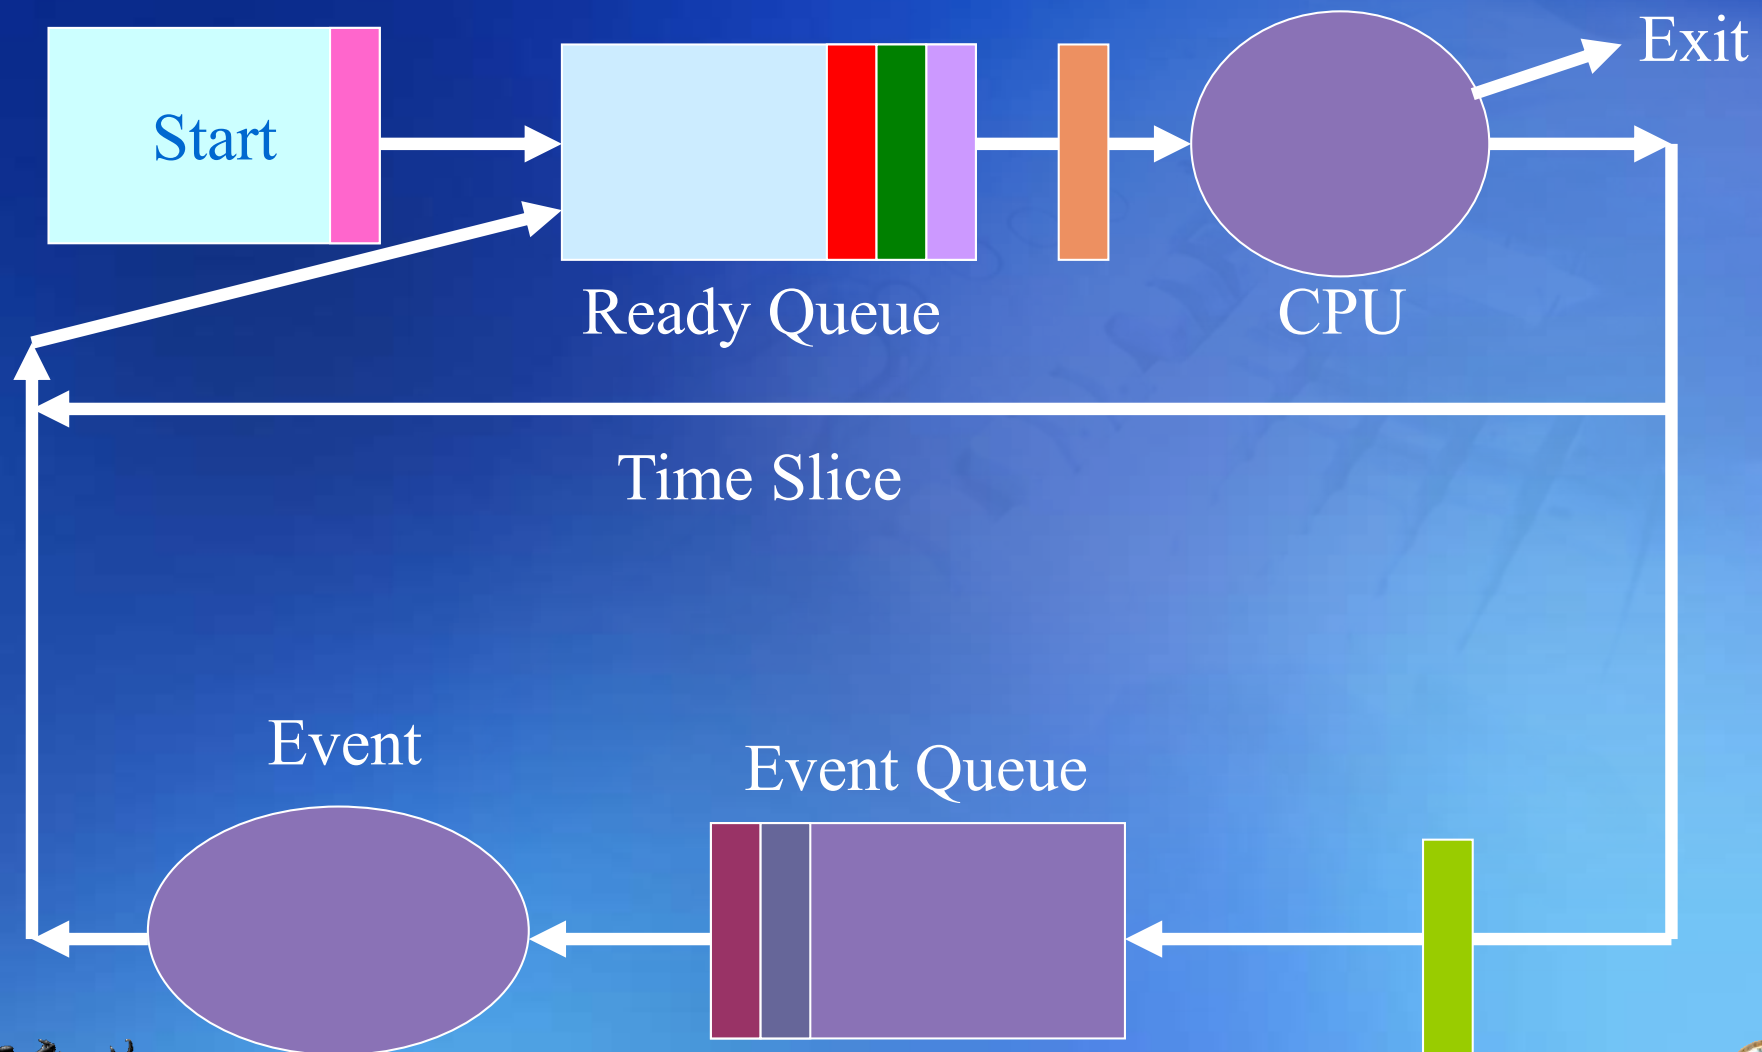 Exit
Start
Ready Queue
CPU
Time Slice
Event
Event Queue